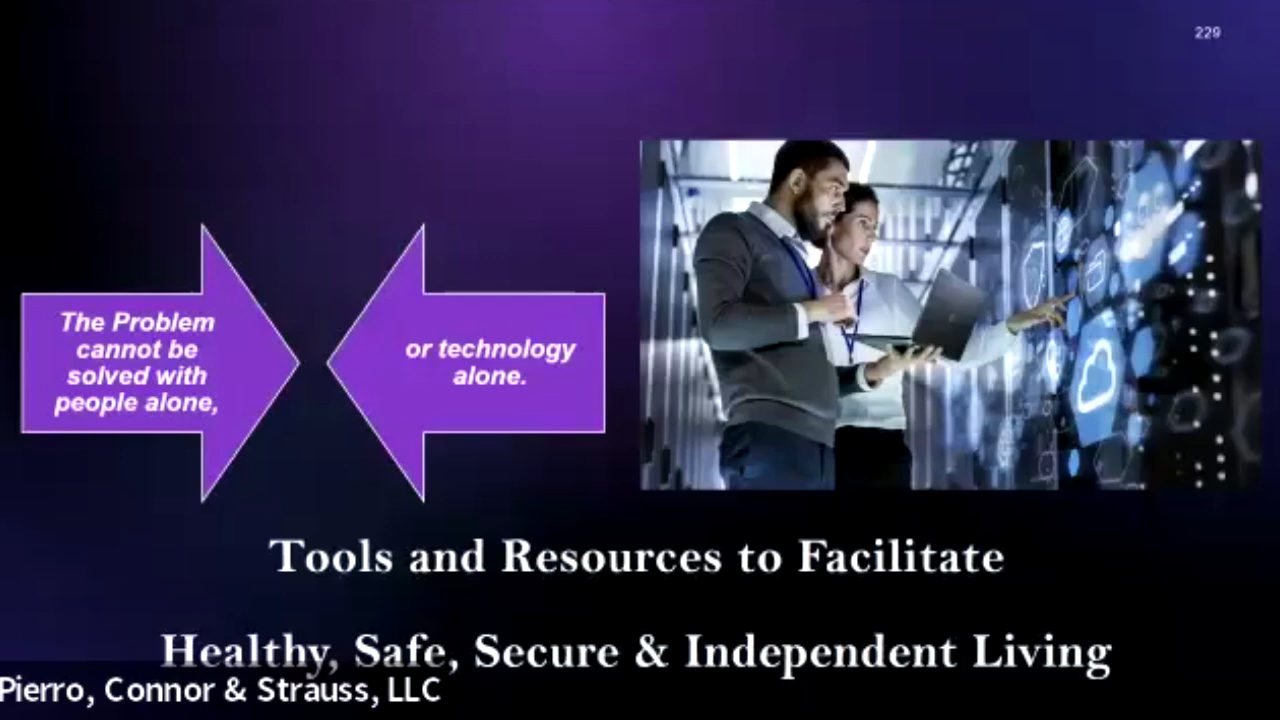 229
The Problem
cannot be
solved with
people alone,
or technology
alone.
Tools and Resources to Facilitate
Healthy, Safe, Secure & Independent Living
Pierro, Connor & Strauss, LLC